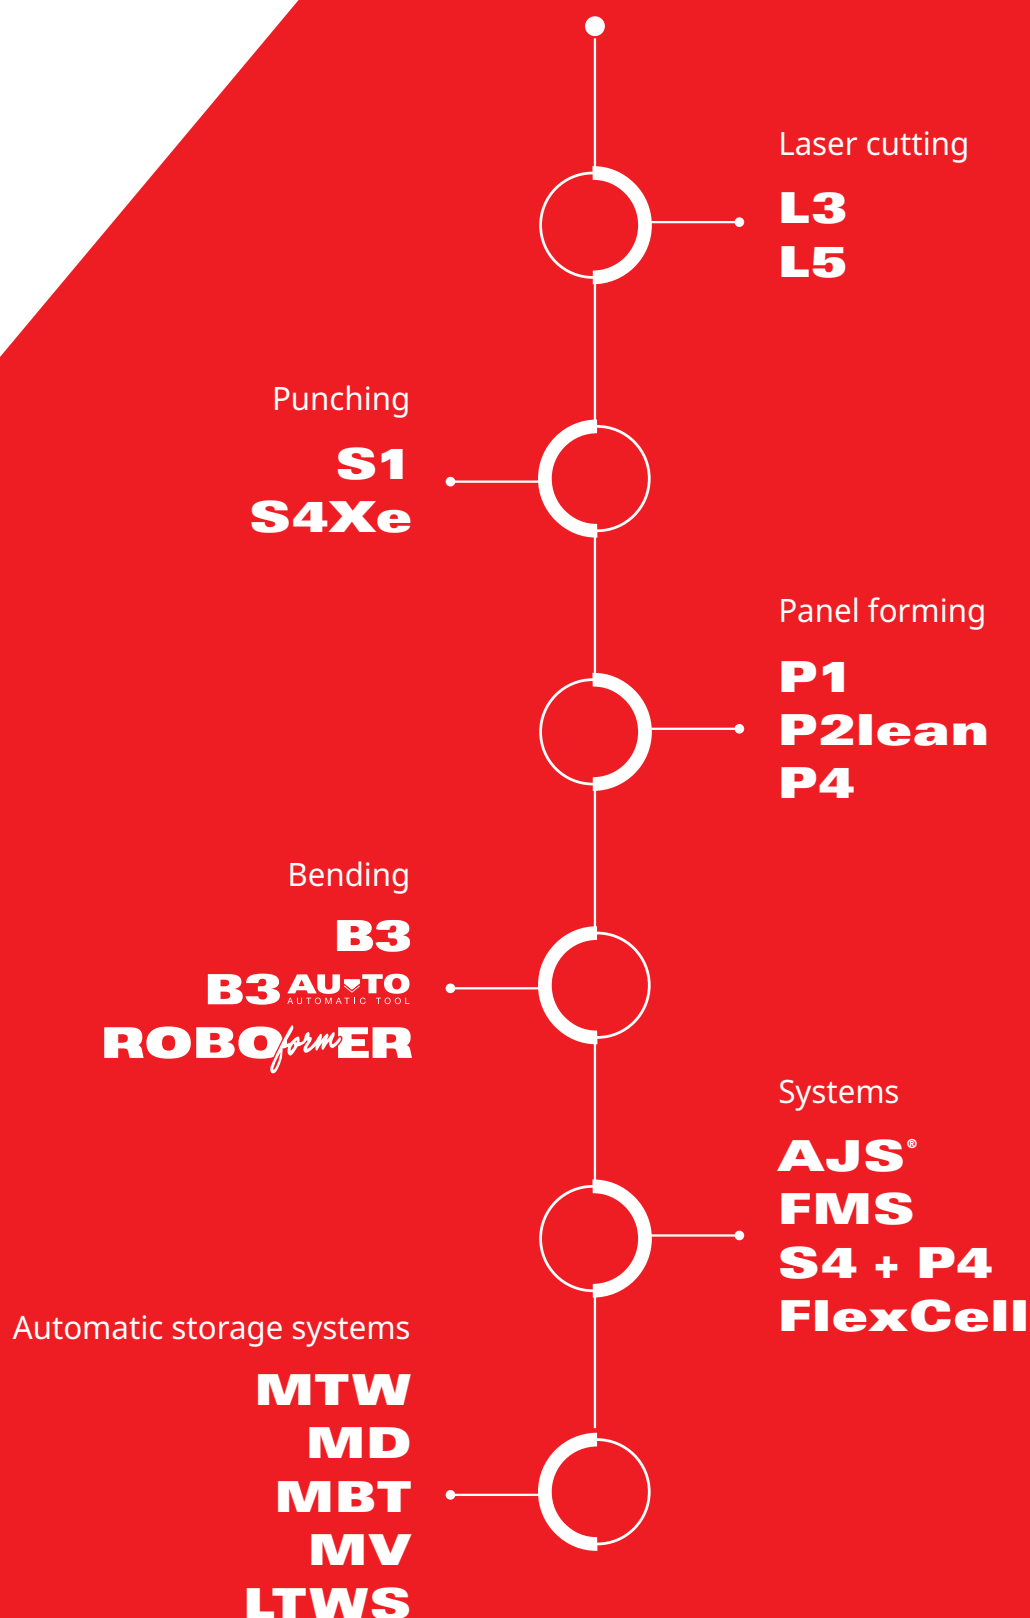 Laser cutting
L3
L5
Punching
S1
S4Xe
Panel forming
P1
P2lean
P4
Bending
B3
B3 AUTO
AUTOMATIC TOOL
ROBOformER
Systems
AJS®
FMS
S4 + P4
FlexCell
Automatic storage systems
MTW
MD
MBT
MV
LTWS